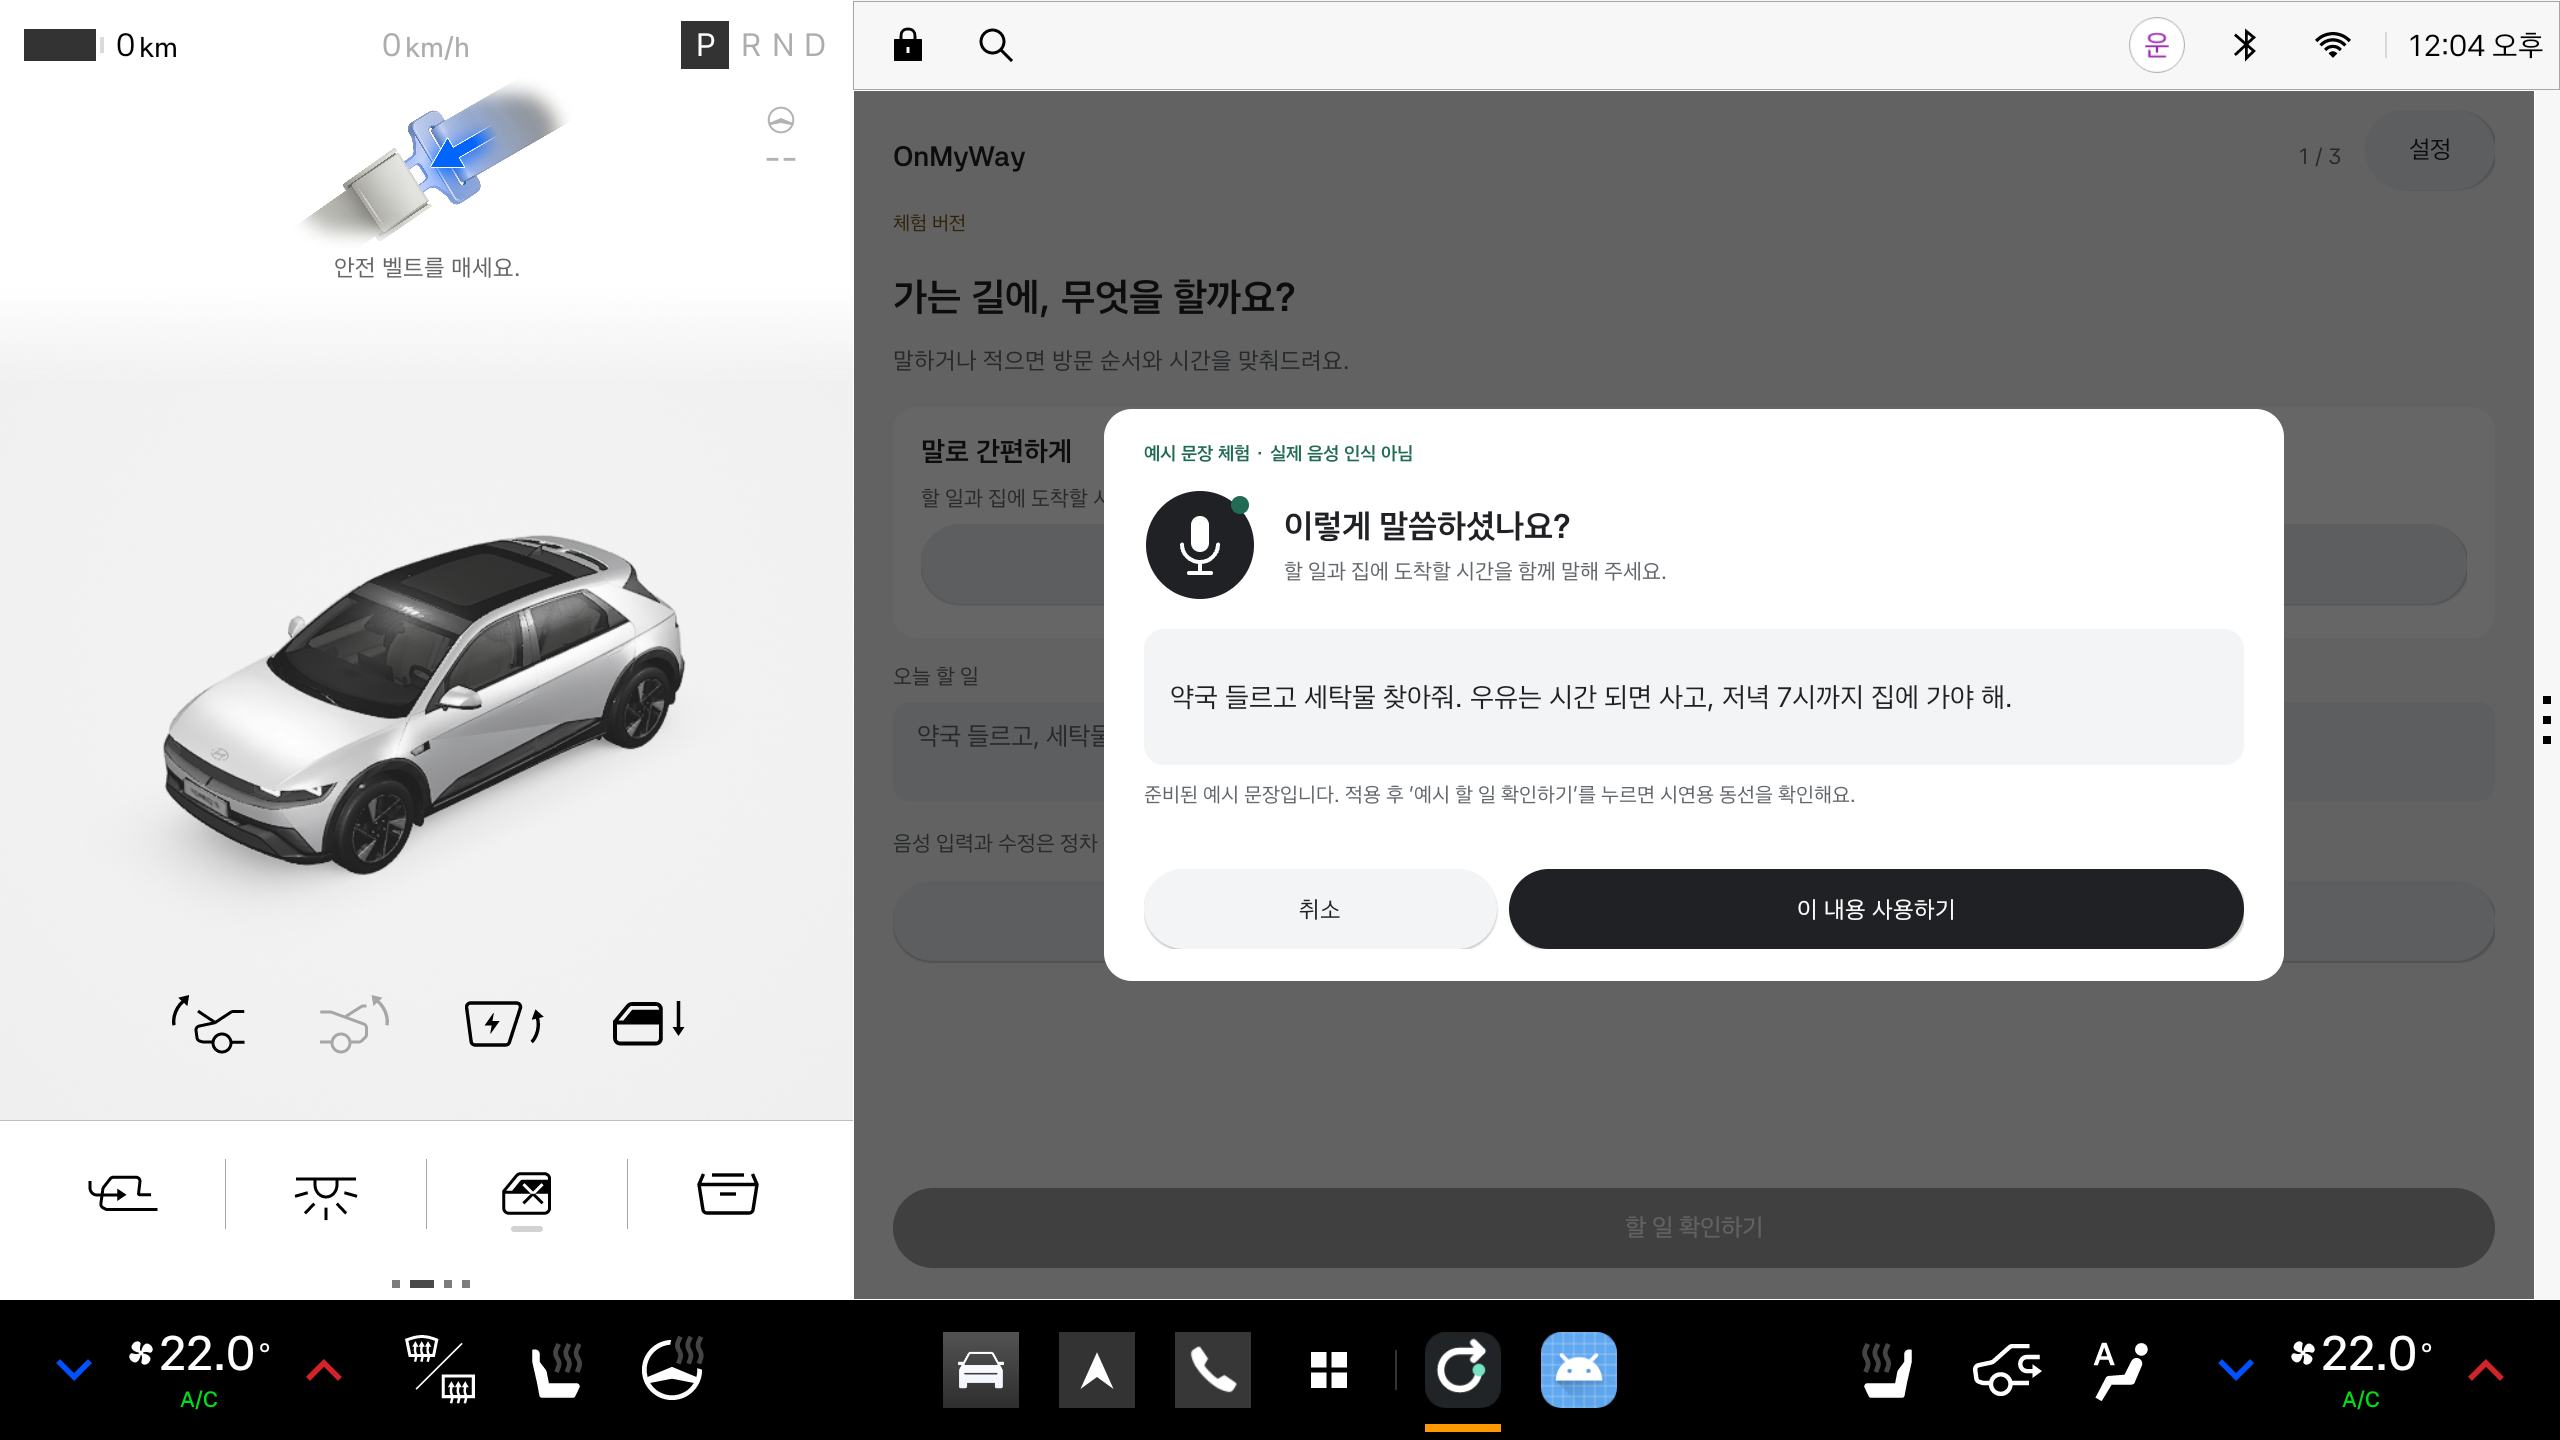 0 km
0 km/h
P R N D
안전 벨트를 매세요.
운
12:04 오후
OnMyWay
1 / 3
설정
체험 버전
가는 길에, 무엇을 할까요?
말하거나 적으면 방문 순서와 시간을 맞춰드려요.
말로 간편하게
할 일과 집에 도착할
오늘 할 일
약국 들르고, 세탁물
음성 입력과 수정은 정차
예시 문장 체험 · 실제 음성 인식 아님
이렇게 말씀하셨나요?
할 일과 집에 도착할 시간을 함께 말해 주세요.
약국 들르고 세탁물 찾아줘. 우유는 시간 되면 사고, 저녁 7시까지 집에 가야 해.
준비된 예시 문장입니다. 적용 후 '예시 할 일 확인하기'를 누르면 시연용 동선을 확인해요.
취소
이 내용 사용하기
할 일 확인하기
22.0°
A/C
A
22.0°
A/C